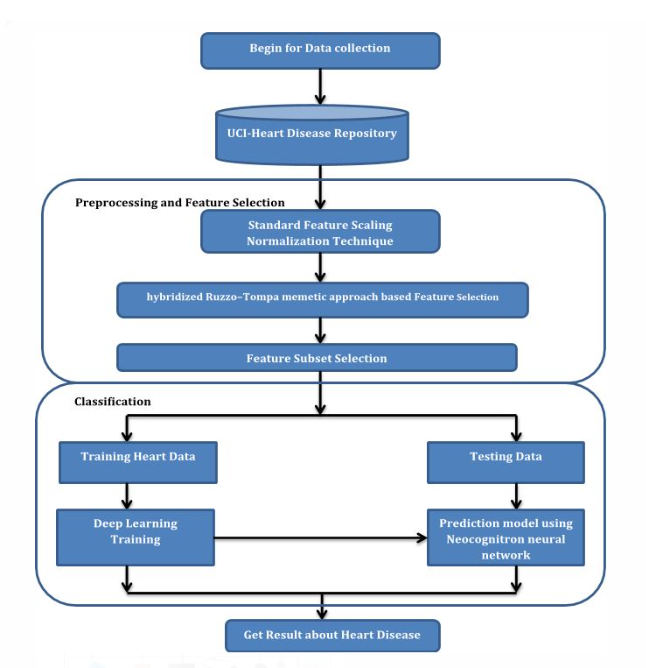 Begin for Data collection
UCI-Heart Disease Repository
Preprocessing and Feature Selection
Standard Feature Scaling
Normalization Technique
hybridized Ruzzo–Tompa memetic approach based Feature Selection
Feature Subset Selection
Classification
Training Heart Data
Testing Data
Deep Learning
Training
Prediction model using
Neocognitron neural
network
Get Result about Heart Disease